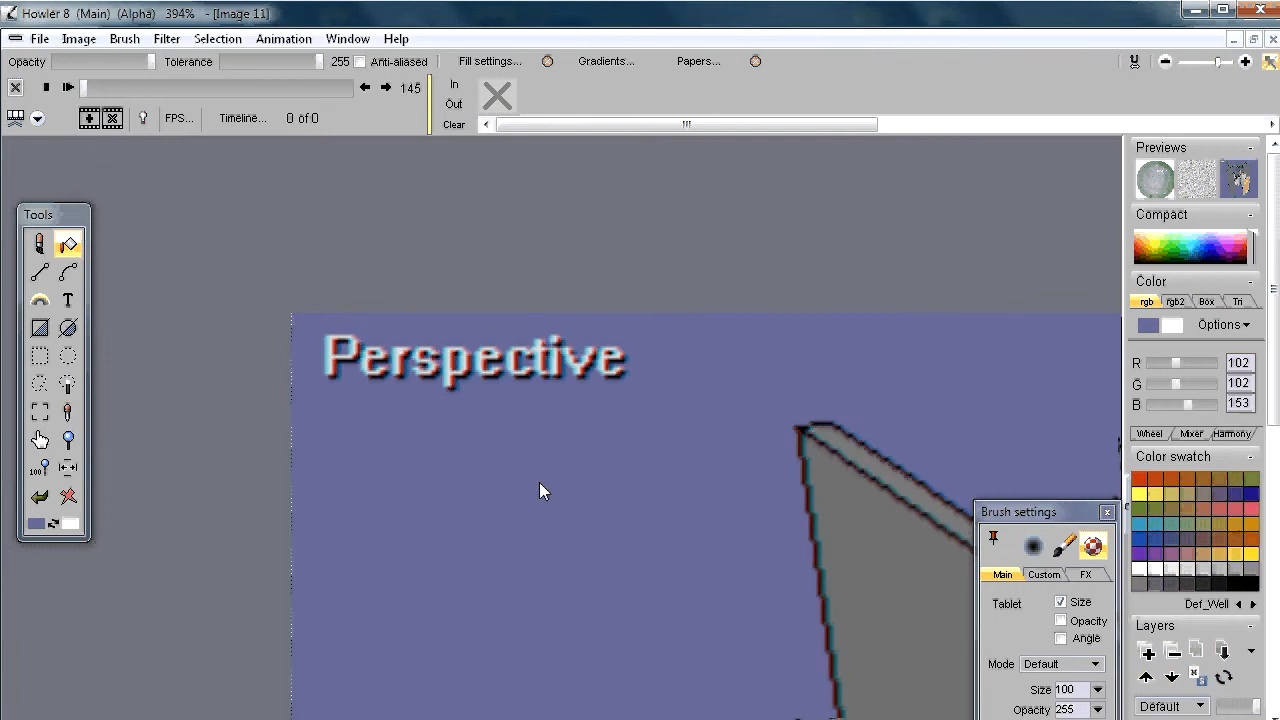 Howler 8 (Main) (Alpha) 394% - [Image 11]
File Image Brush Filter Selection Animation Window Help
Opacity Tolerance 255 Anti-aliased Fill settings... Gradients... Papers...
In
145
Out
FPS... Timeline... 0 of 0
Clear
Previews
Tools
Compact
Color
rgb rgb2 Box Tri
Options
T
Perspective
R 102
G 102
B 153
Wheel Mixer Harmony
Color swatch
100
Brush settings
Main Custom FX
Tablet Size
Opacity
Angle
Def_Well
Layers
Mode Default
Size 100
Opacity 255
Default